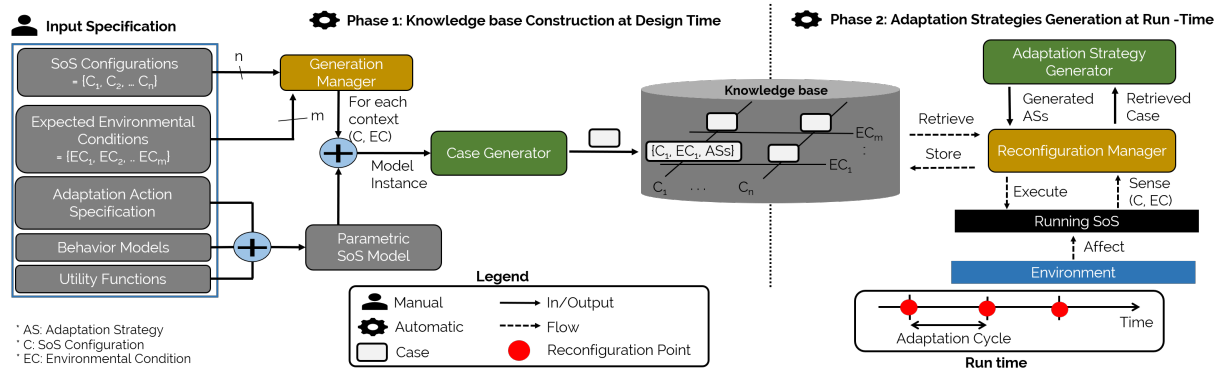 Input Specification
SoS Configurations
= {C₁, C₂, ... Cₙ}
Expected Environmental
Conditions
= {EC₁, EC₂, .. ECₘ}
Adaptation Action
Specification
Behavior Models
Utility Functions
* AS: Adaptation Strategy
* C: SoS Configuration
* EC: Environmental Condition
Phase 1: Knowledge base Construction at Design Time
n
m
Generation
Manager
For each
context
(C, EC)
Model
Instance
Case Generator
Parametric
SoS Model
Knowledge base
ECₘ
:
{C₁, EC₁, ASs}
EC₁
C₁ . . . Cₙ
Legend
Manual
In/Output
Automatic
Flow
Case
Reconfiguration Point
Phase 2: Adaptation Strategies Generation at Run -Time
Adaptation Strategy
Generator
Generated
ASs
Retrieved
Case
Retrieve
Store
Reconfiguration Manager
Execute
Sense
(C, EC)
Running SoS
Affect
Environment
Time
Adaptation Cycle
Run time